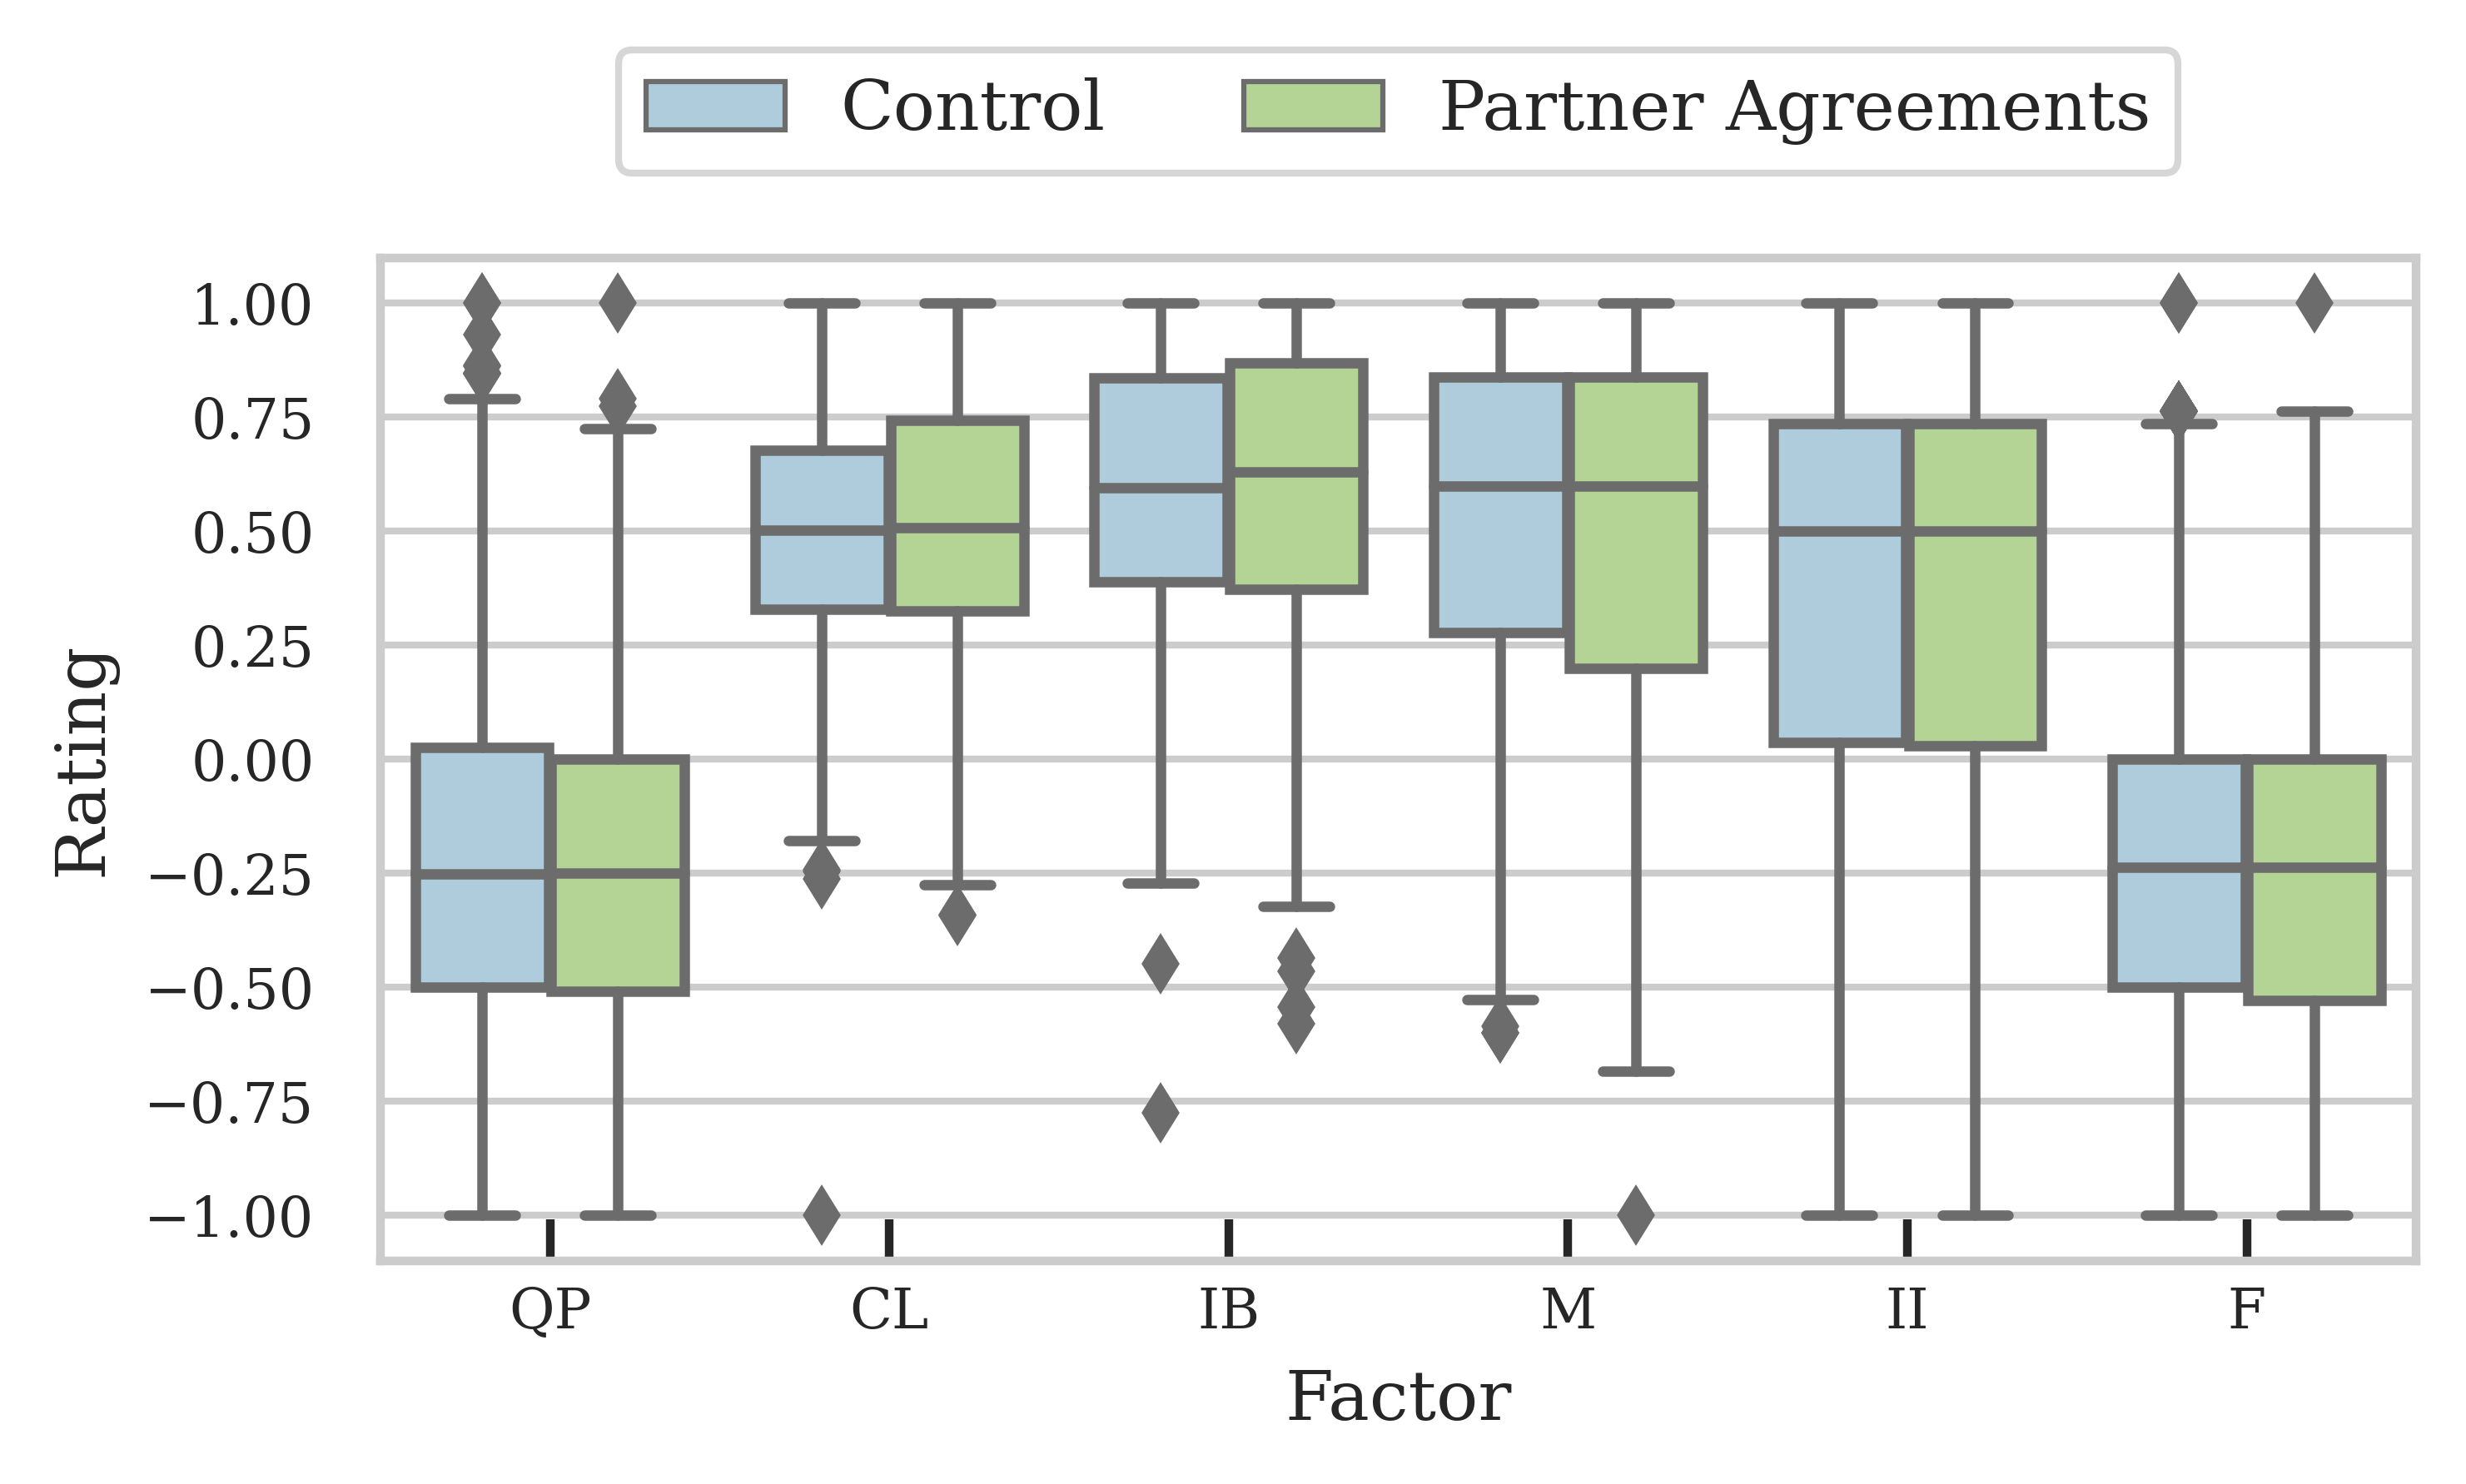 Control
Partner Agreements
1.00
0.75
0.50
0.25
0.00
−0.25
−0.50
−0.75
−1.00
Rating
QP
CL
IB
M
II
F
Factor